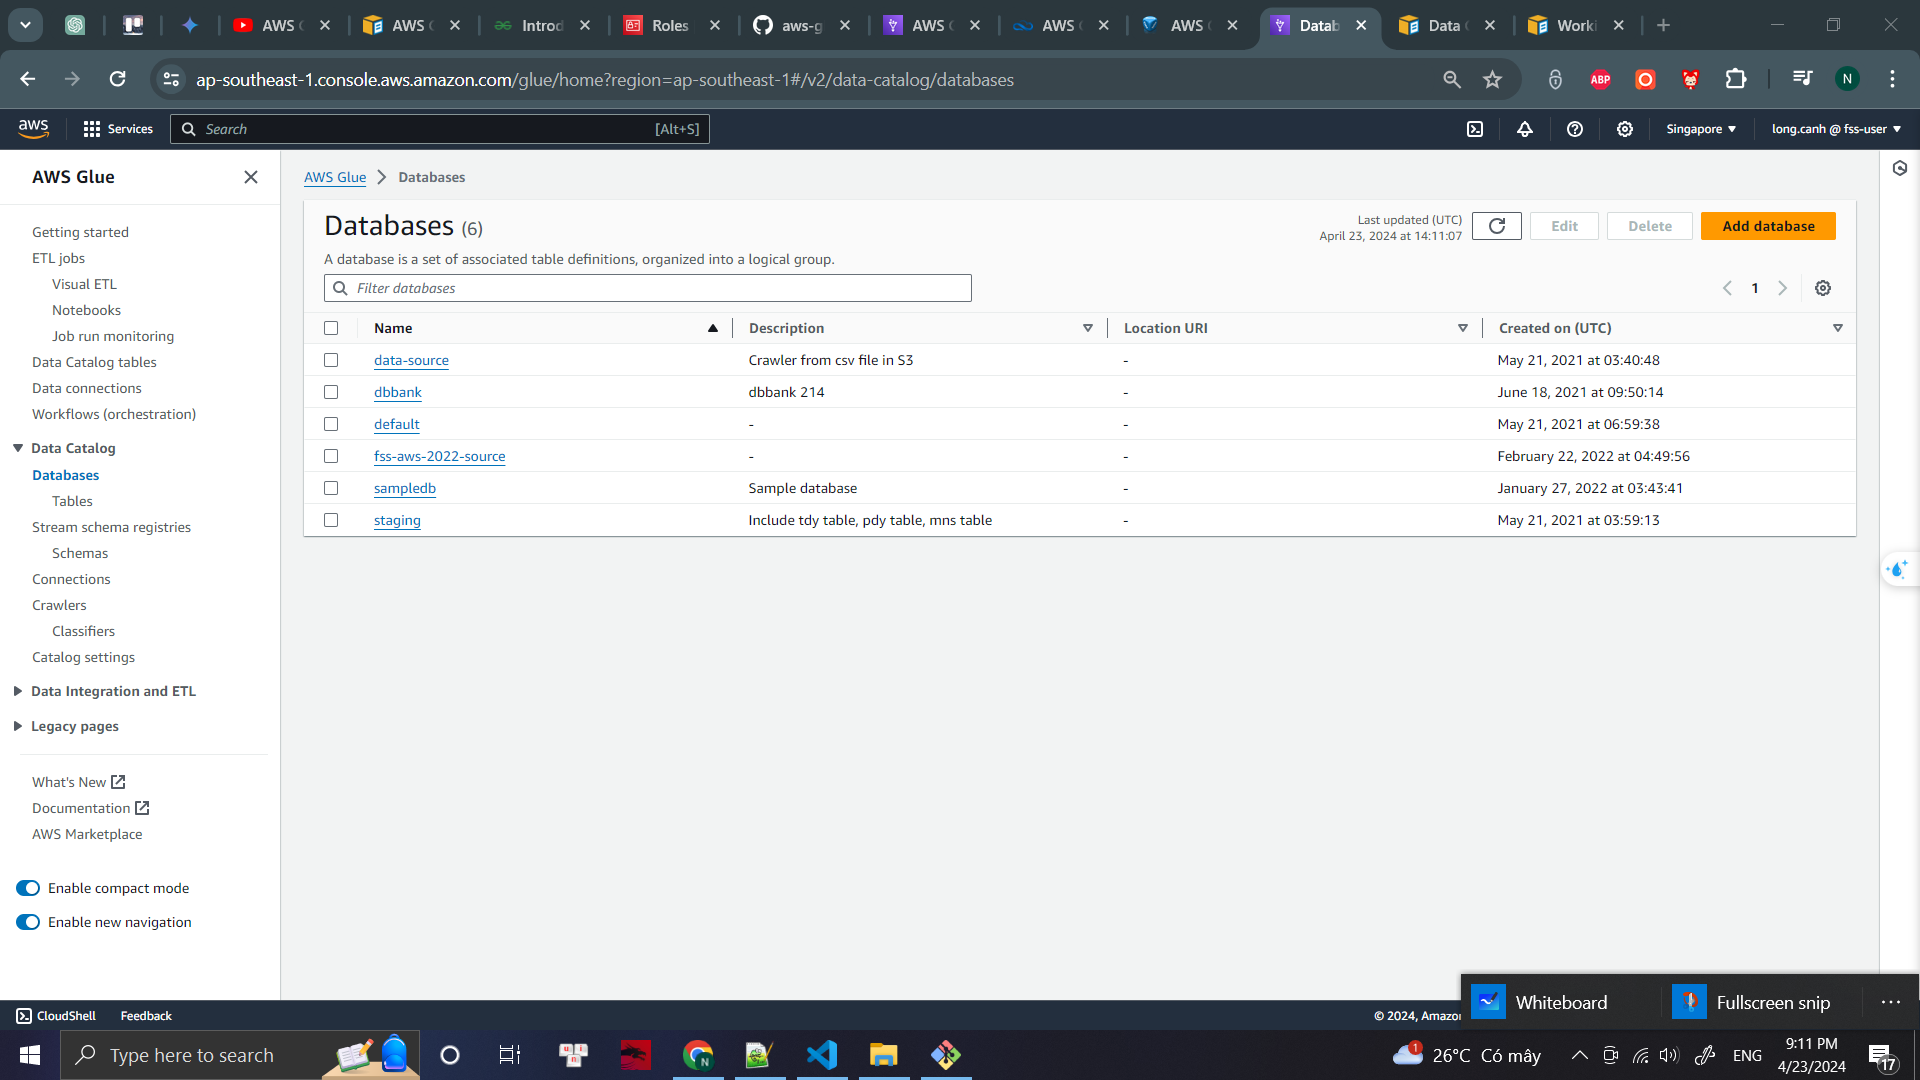 AWS C
AWS C
Introd
Roles
aws-g
AWS C
AWS C
AWS C
Datab
Data C
Worki
ap-southeast-1.console.aws.amazon.com/glue/home?region=ap-southeast-1#/v2/data-catalog/databases
ABP
N
aws
Services
Search
[Alt+S]
Singapore
long.canh @ fss-user
AWS Glue
Getting started
ETL jobs
Visual ETL
Notebooks
Job run monitoring
Data Catalog tables
Data connections
Workflows (orchestration)
Data Catalog
Databases
Tables
Stream schema registries
Schemas
Connections
Crawlers
Classifiers
Catalog settings
Data Integration and ETL
Legacy pages
What's New
Documentation
AWS Marketplace
Enable compact mode
Enable new navigation
AWS Glue > Databases
Databases (6)
Last updated (UTC)
April 23, 2024 at 14:11:07
Edit
Delete
Add database
A database is a set of associated table definitions, organized into a logical group.
Filter databases
1
Name Description Location URI Created on (UTC)
data-source Crawler from csv file in S3 - May 21, 2021 at 03:40:48
dbbank dbbank 214 - June 18, 2021 at 09:50:14
default - - May 21, 2021 at 06:59:38
fss-aws-2022-source - - February 22, 2022 at 04:49:56
sampledb Sample database - January 27, 2022 at 03:43:41
staging Include tdy table, pdy table, mns table - May 21, 2021 at 03:59:13
Whiteboard
Fullscreen snip
CloudShell
Feedback
© 2024, Amazon
Type here to search
N
1
26°C Có mây
ENG
9:11 PM
4/23/2024
17